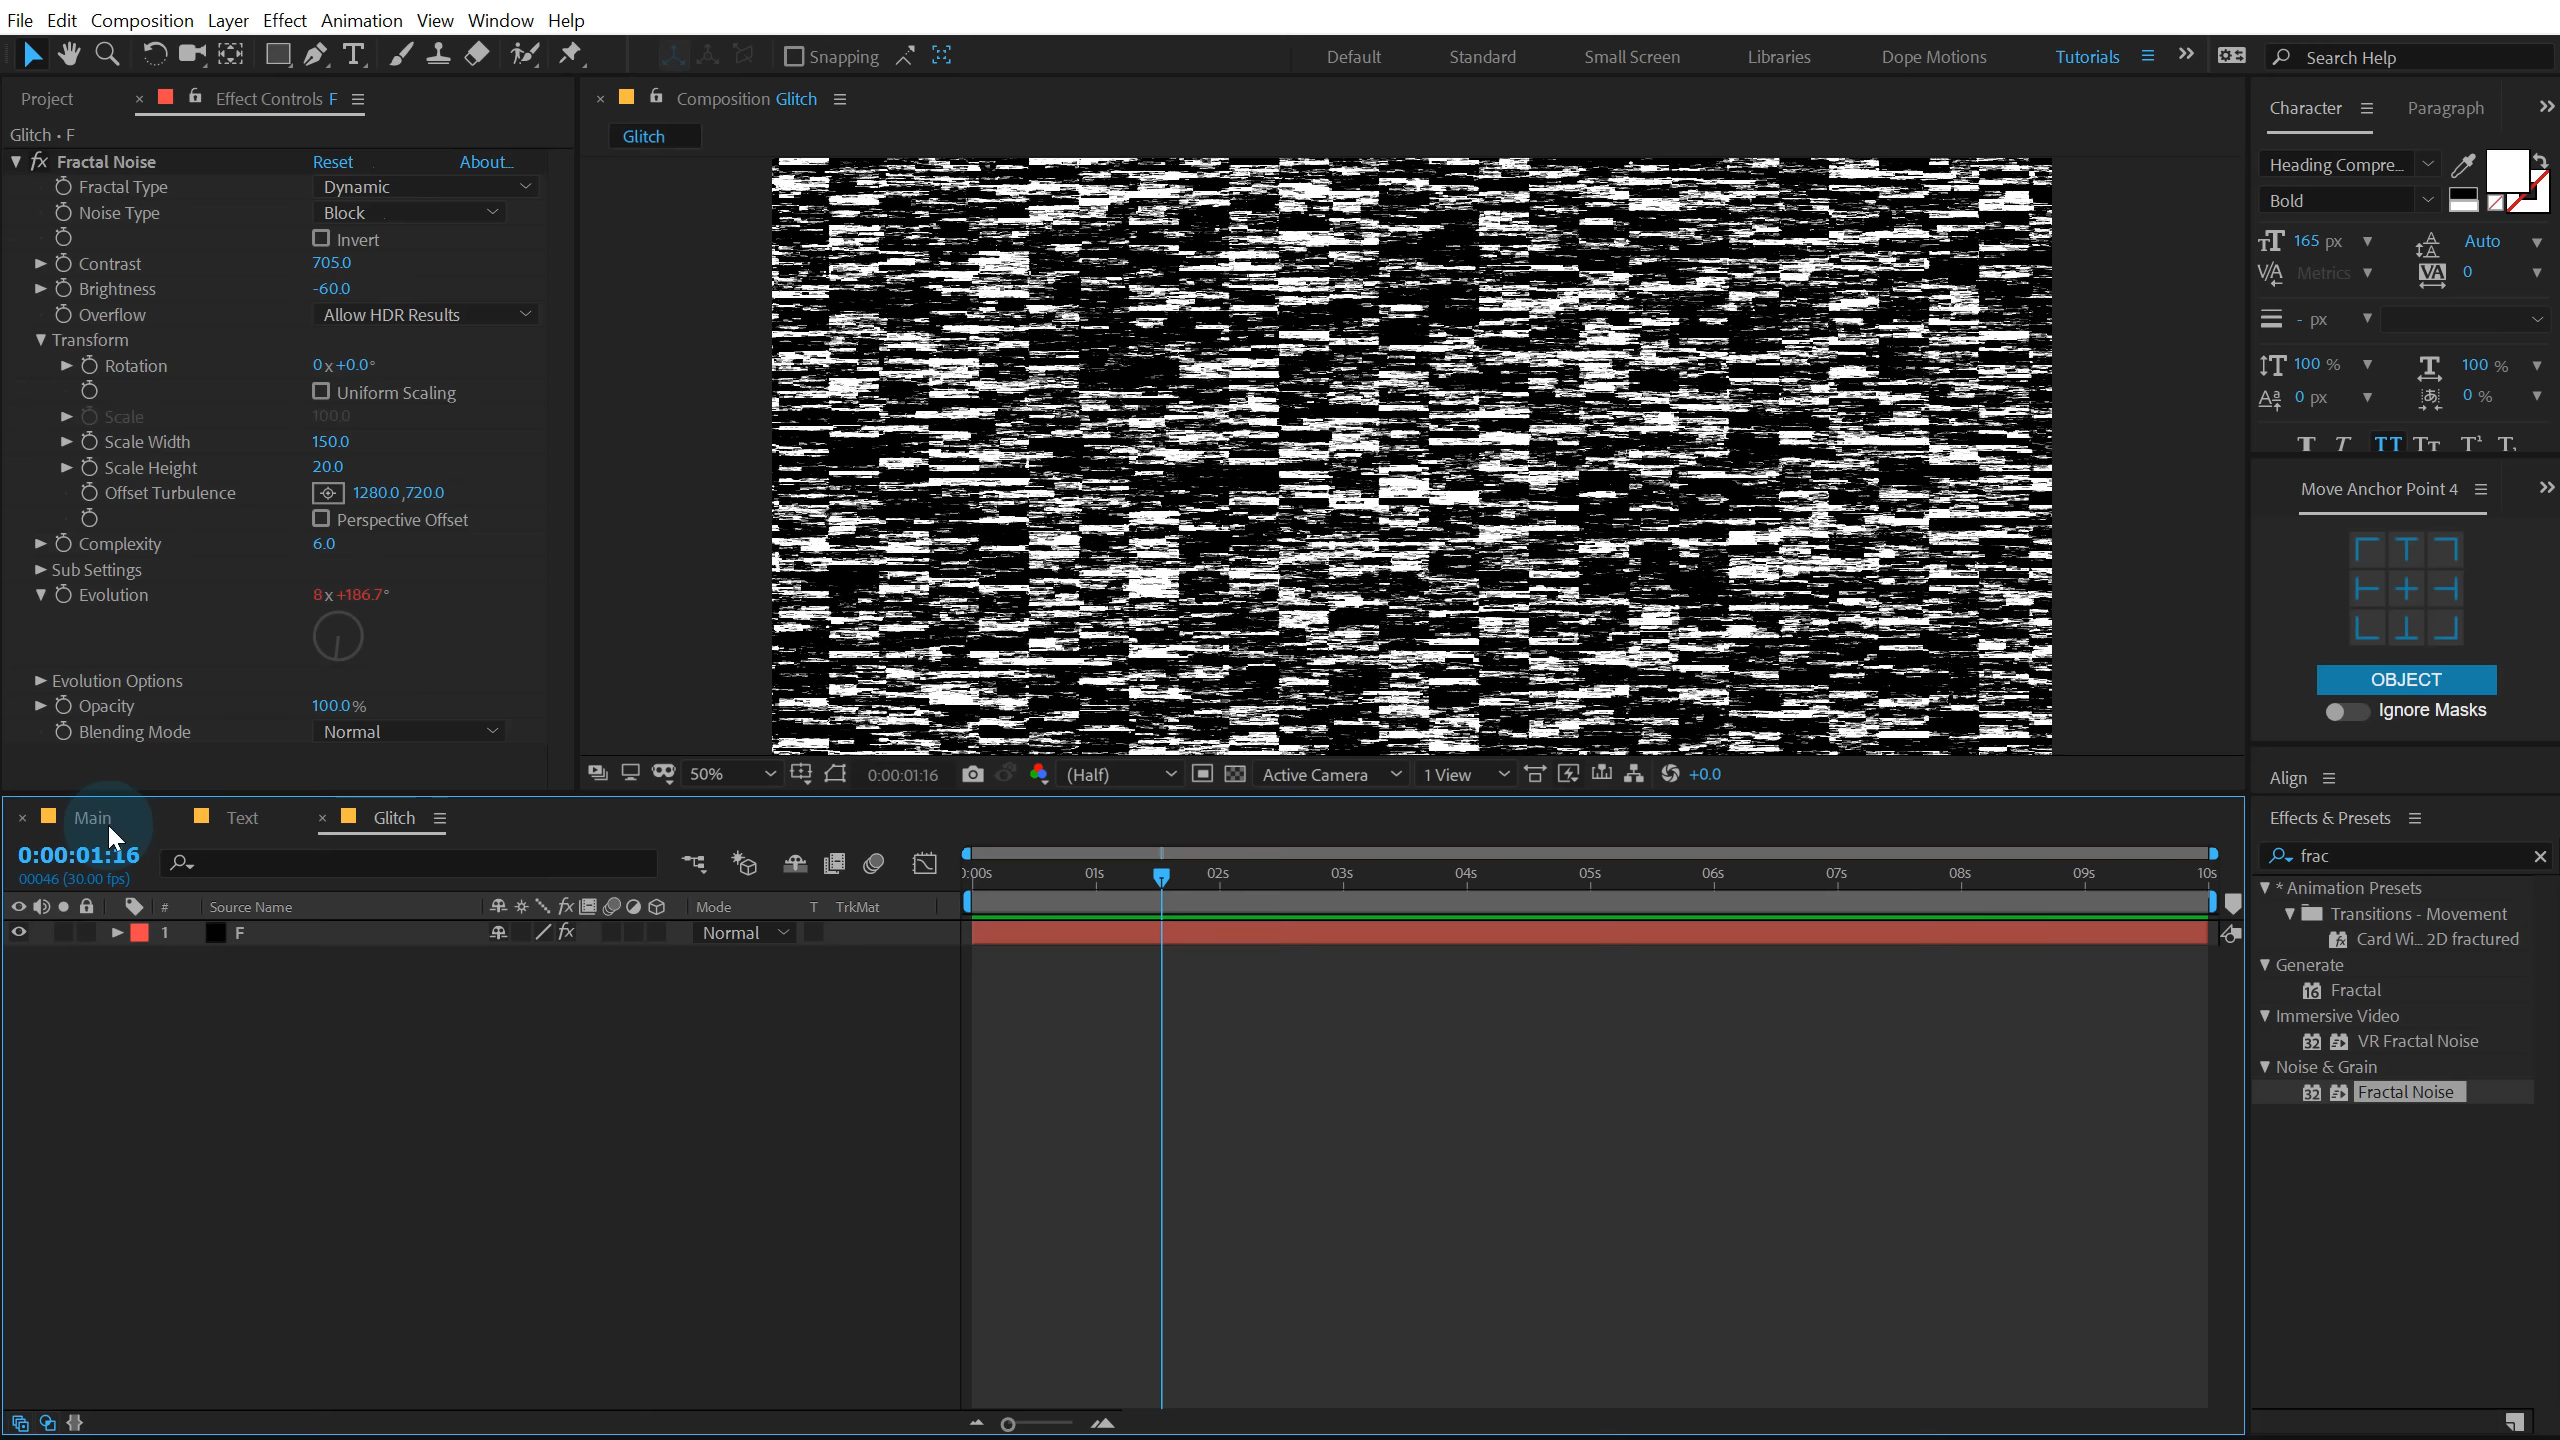 File Edit Composition Layer Effect Animation View Window Help
Snapping Default Standard Small Screen Libraries Dope Motions Tutorials Search Help
Project × Effect Controls F
Glitch • F
fx Fractal Noise Reset About...
Fractal Type Dynamic
Noise Type Block
Invert
Contrast 705.0
Brightness -60.0
Overflow Allow HDR Results
Transform
Rotation 0x+0.0°
Uniform Scaling
Scale 100.0
Scale Width 150.0
Scale Height 20.0
Offset Turbulence 1280.0,720.0
Perspective Offset
Complexity 6.0
Sub Settings
Evolution 8x+186.7°
Evolution Options
Opacity 100.0%
Blending Mode Normal
× Composition Glitch
Glitch
50% 0:00:01:16 (Half) Active Camera 1 View +0.0
Character Paragraph
Heading Compre...
Bold
165 px Auto
Metrics 0
- px
100 % 100 %
0 px 0 %
Move Anchor Point 4
OBJECT
Ignore Masks
Align
Effects & Presets
frac
* Animation Presets
Transitions - Movement
Card Wi... 2D fractured
Generate
Fractal
Immersive Video
VR Fractal Noise
Noise & Grain
Fractal Noise
× Main Text × Glitch
0:00:01:16
00046 (30.00 fps)
# Source Name Mode T TrkMat
1 F fx Normal
):00s 01s 02s 03s 04s 05s 06s 07s 08s 09s 10s